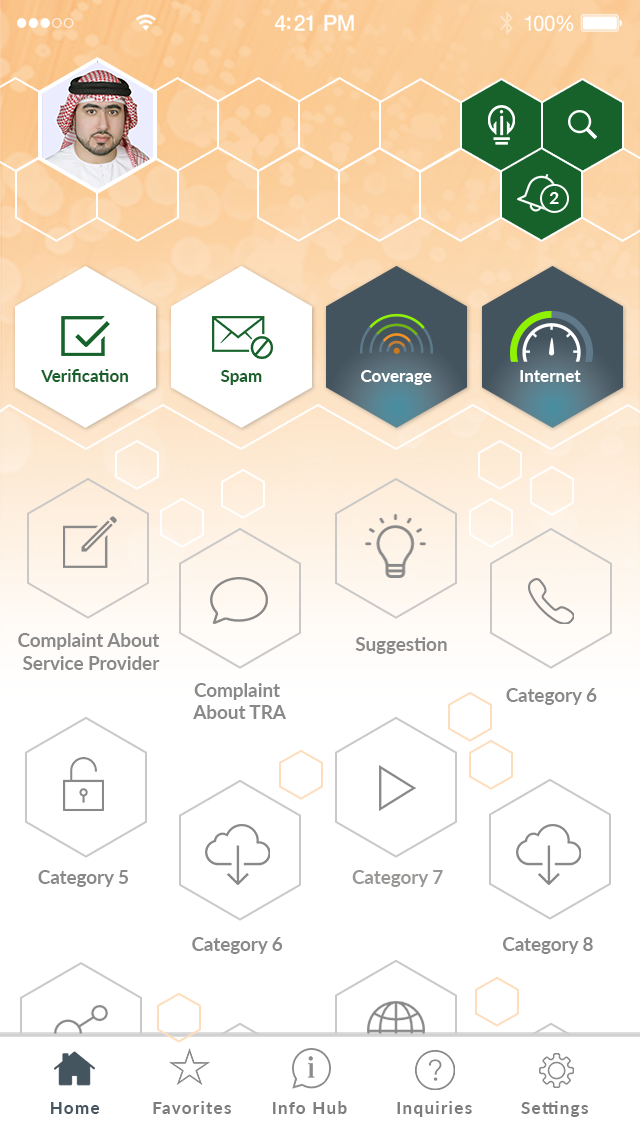 4:21 PM
100%
2
Verification
Spam
Coverage
Internet
Complaint About
Service Provider
Complaint
About TRA
Suggestion
Category 6
Category 5
Category 6
Category 7
Category 8
Home
Favorites
Info Hub
Inquiries
Settings